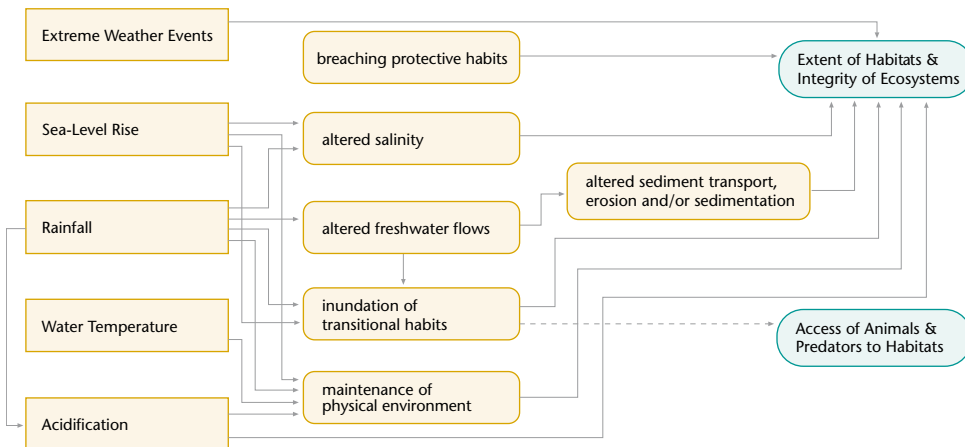 Extreme Weather Events
breaching protective habits
Extent of Habitats &
Integrity of Ecosystems
Sea-Level Rise
altered salinity
altered sediment transport,
erosion and/or sedimentation
Rainfall
altered freshwater flows
inundation of
transitional habits
Water Temperature
Access of Animals &
Predators to Habitats
maintenance of
physical environment
Acidification